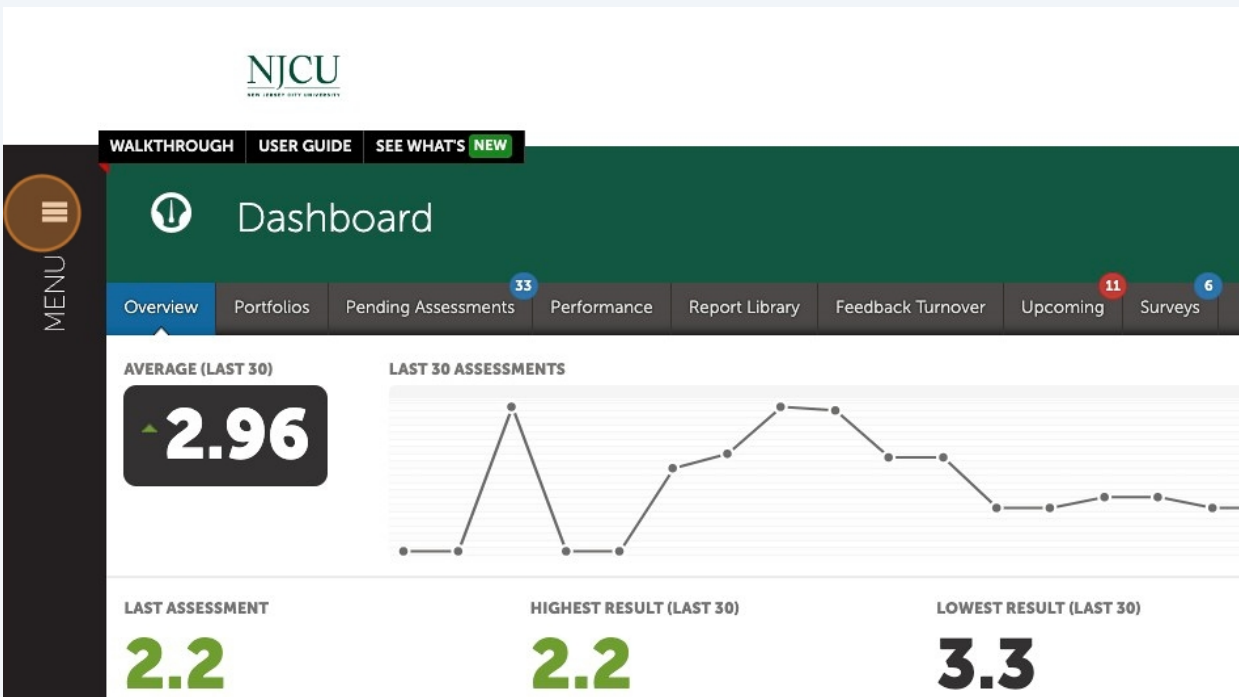 NJCU
NEW JERSEY CITY UNIVERSITY
WALKTHROUGH USER GUIDE SEE WHAT'S NEW
MENU
Dashboard
33 11 6
Overview Portfolios Pending Assessments Performance Report Library Feedback Turnover Upcoming Surveys
AVERAGE (LAST 30) LAST 30 ASSESSMENTS
2.96
LAST ASSESSMENT HIGHEST RESULT (LAST 30) LOWEST RESULT (LAST 30)
2.2 2.2 3.3